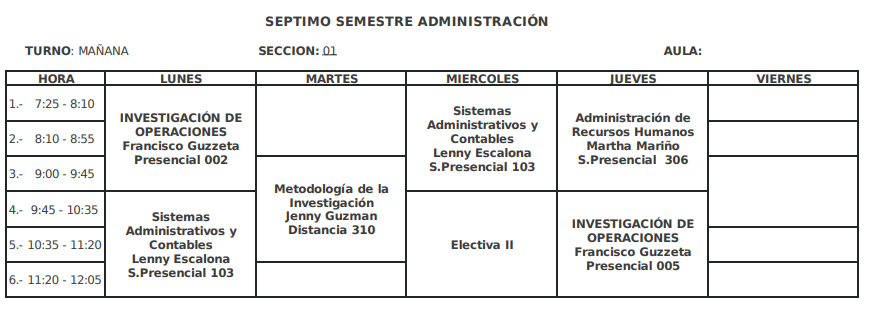 SEPTIMO SEMESTRE ADMINISTRACIÓN
TURNO: MAÑANA SECCION: 01 AULA:
HORA LUNES MARTES MIERCOLES JUEVES VIERNES
1.- 7:25 - 8:10
2.- 8:10 - 8:55
3.- 9:00 - 9:45
4.- 9:45 - 10:35
5.- 10:35 - 11:20
6.- 11:20 - 12:05
INVESTIGACIÓN DE
OPERACIONES
Francisco Guzzeta
Presencial 002
Sistemas
Administrativos y
Contables
Lenny Escalona
S.Presencial 103
Metodología de la
Investigación
Jenny Guzman
Distancia 310
Sistemas
Administrativos y
Contables
Lenny Escalona
S.Presencial 103
Electiva II
Administración de
Recursos Humanos
Martha Mariño
S.Presencial 306
INVESTIGACIÓN DE
OPERACIONES
Francisco Guzzeta
Presencial 005